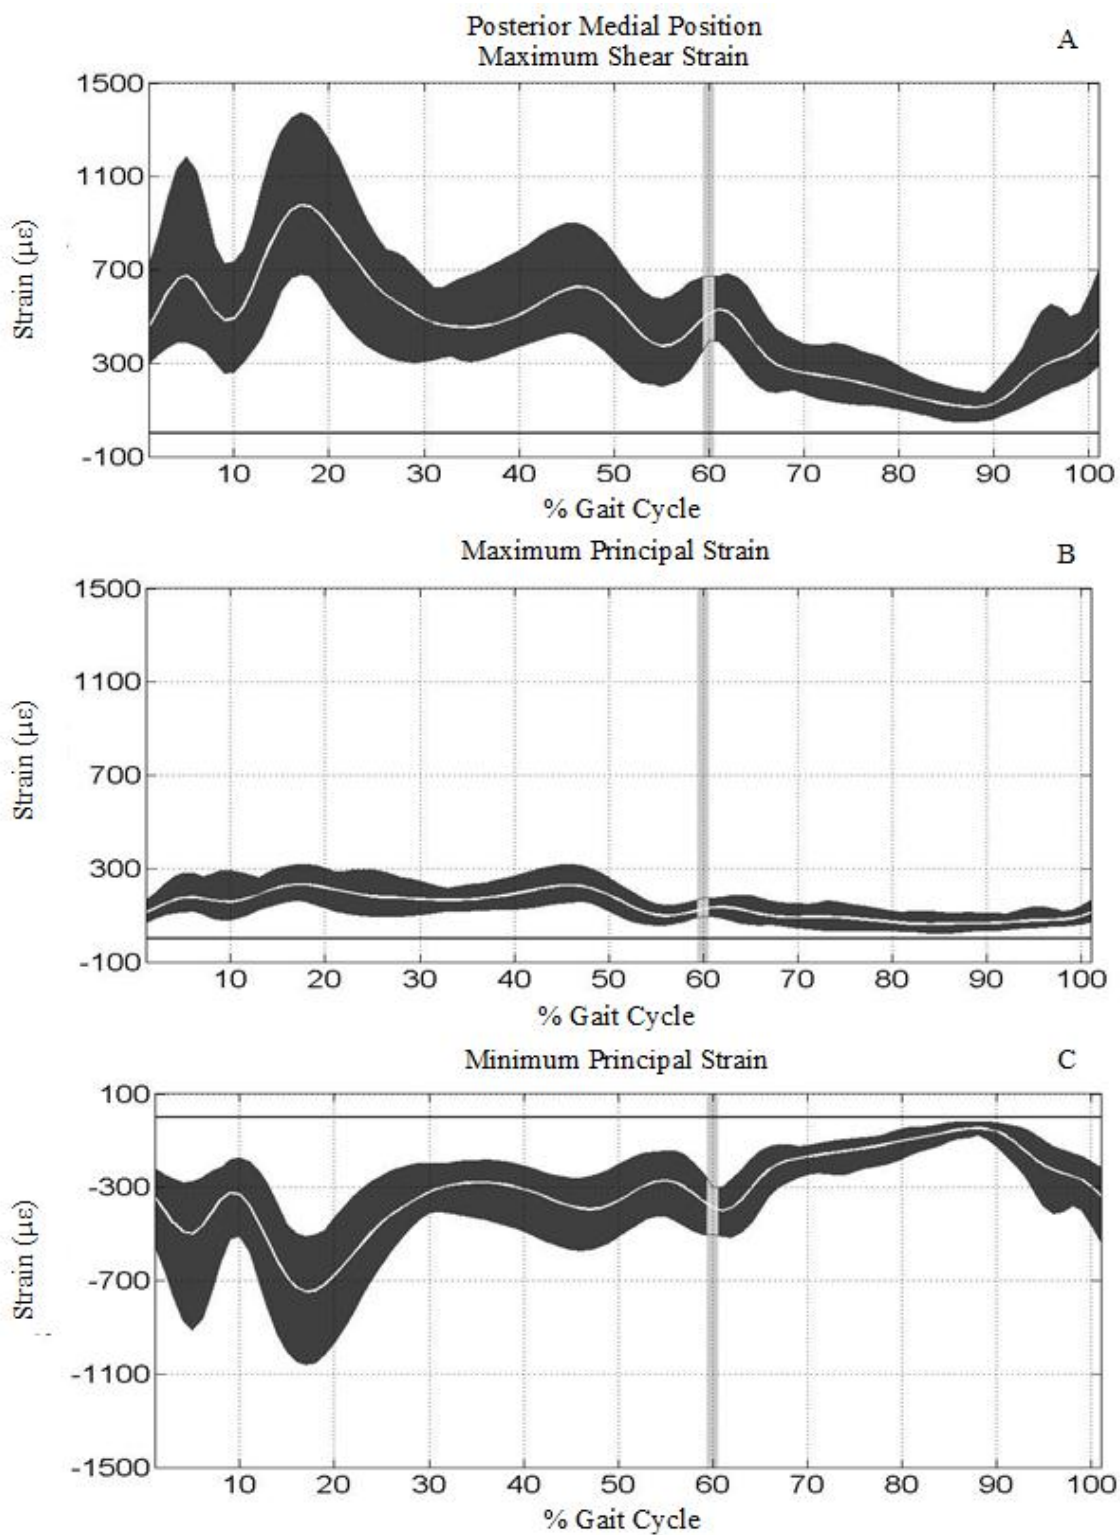 Posterior Medial Position
Maximum Shear Strain
A
1500
1100
700
300
-100
Strain (με)
10 20 30 40 50 60 70 80 90 100
% Gait Cycle
Maximum Principal Strain
B
1500
1100
700
300
-100
Strain (με)
10 20 30 40 50 60 70 80 90 100
% Gait Cycle
Minimum Principal Strain
C
100
-300
-700
-1100
-1500
Strain (με)
10 20 30 40 50 60 70 80 90 100
% Gait Cycle